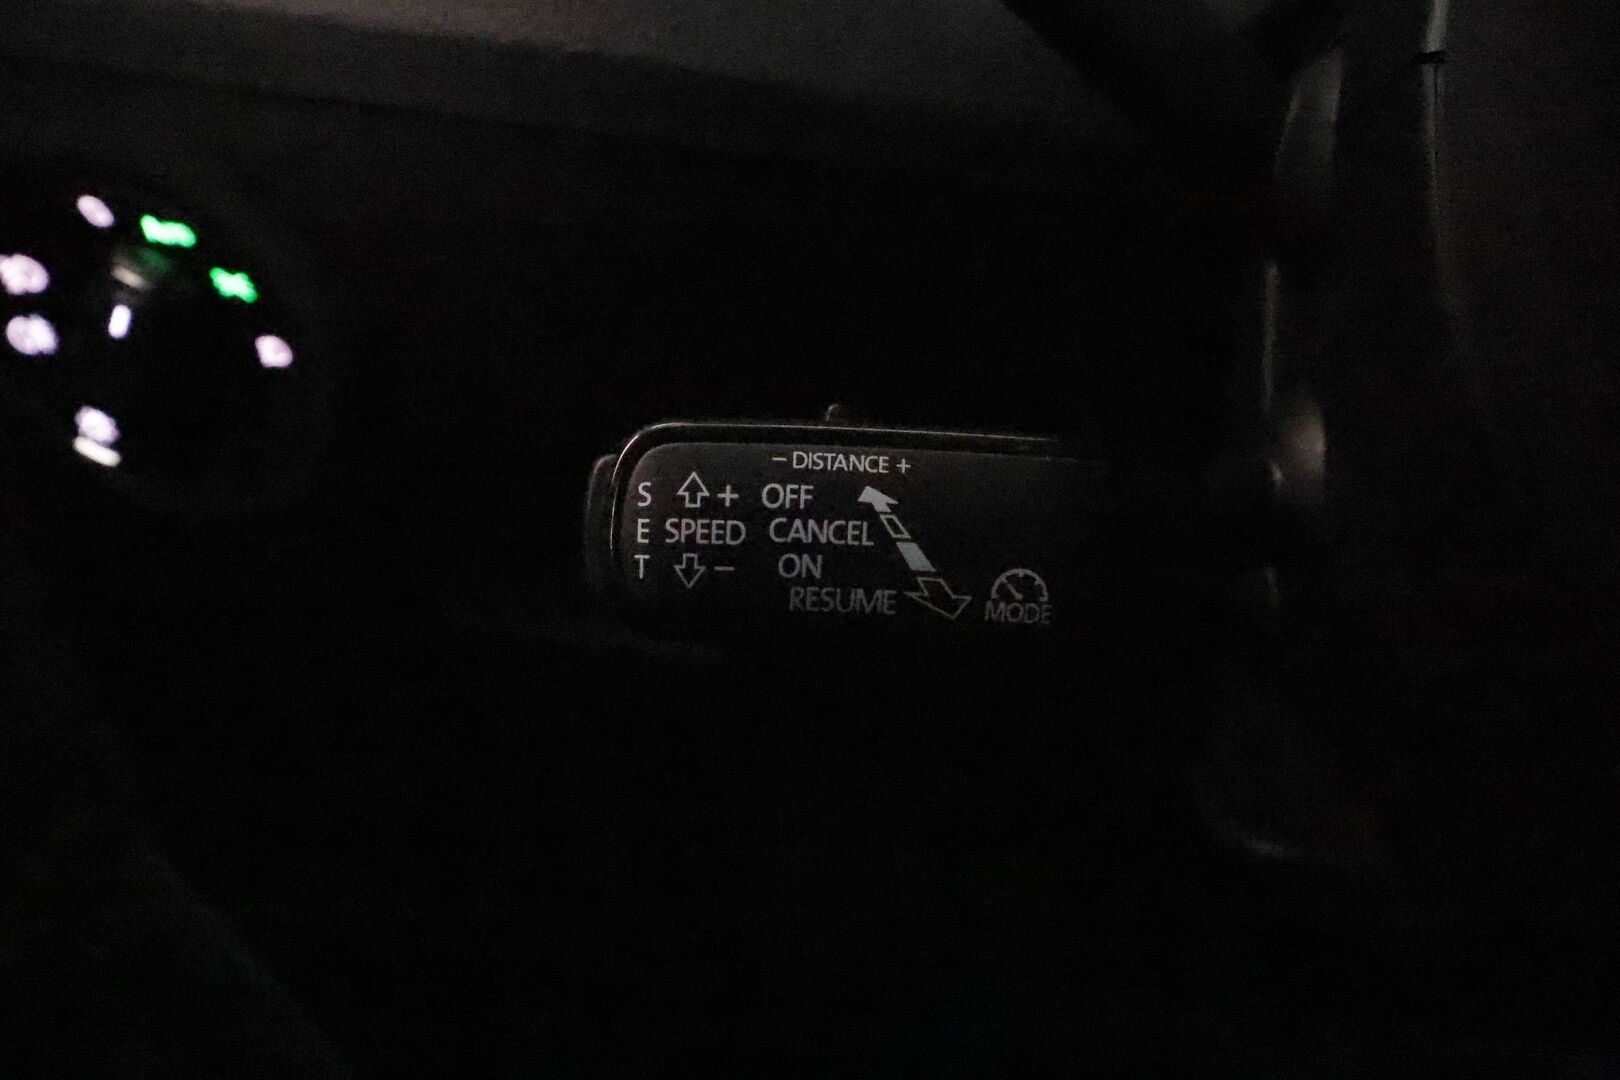 − DISTANCE +
S + OFF
E SPEED CANCEL
T − ON
RESUME
MODE